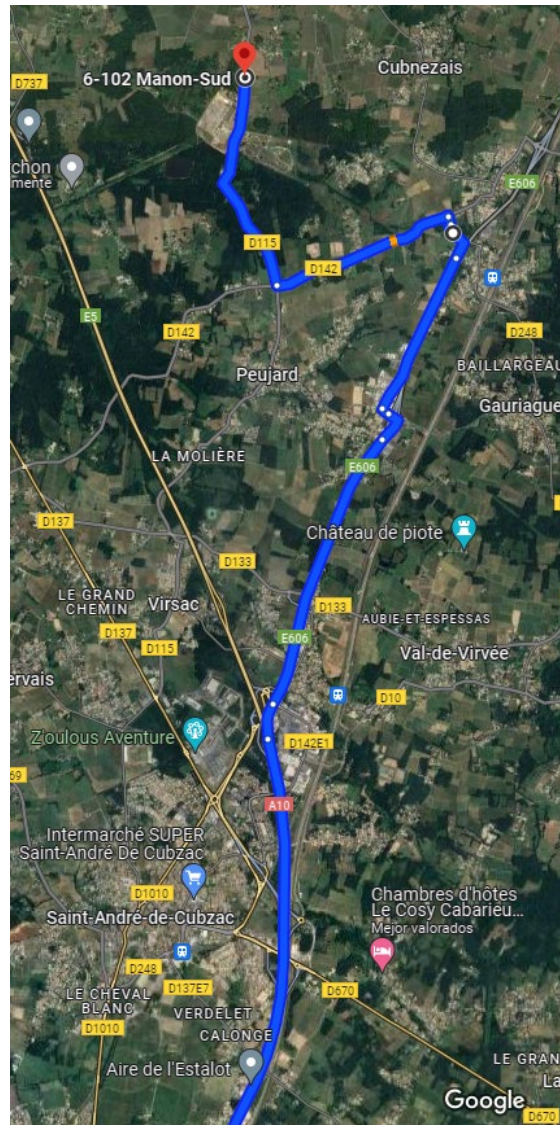 D737
Cubnezais
6-102 Manon-Sud
chon
mente
E606
D115
D142
E5
D142
D248
BAILLARGEAU
Peujard
Gauriague
LA MOLIÈRE
E606
D137
Château de piote
D133
LE GRAND
CHEMIN
Virsac
D133
AUBIE-ET-ESPESSAS
D137
E606
Val-de-Virvée
D115
ervais
D10
Z'oulous Aventure
D142E1
69
A10
Intermarché SUPER
Saint-André De Cubzac
D1010
Chambres d'hôtes
Le Cosy Cabarieu...
Mejor valorados
Saint-André-de-Cubzac
D248
D137E7
D670
LE CHEVAL
BLANC
VERDELET
D1010
CALONGE
LE GRAN
Aire de l'Estalot
La
Google
D670